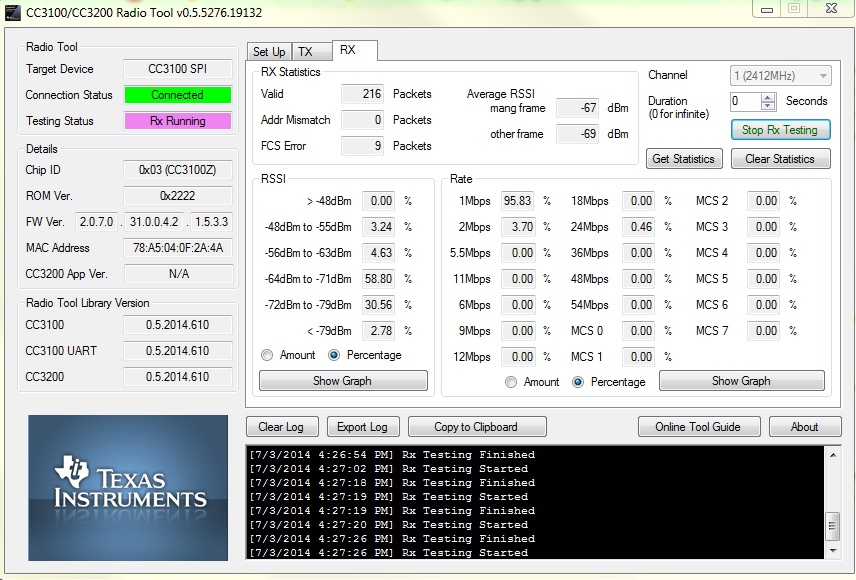 CC3100/CC3200 Radio Tool v0.5.5276.19132
Radio Tool
Target Device CC3100 SPI
Connection Status Connected
Testing Status Rx Running
Details
Chip ID 0x03 (CC3100Z)
ROM Ver. 0x2222
FW Ver. 2.0.7.0 . 31.0.0.4.2 . 1.5.3.3
MAC Address 78:A5:04:0F:2A:4A
CC3200 App Ver. N/A
Radio Tool Library Version
CC3100 0.5.2014.610
CC3100 UART 0.5.2014.610
CC3200 0.5.2014.610
TEXAS
INSTRUMENTS
Set Up TX RX
RX Statistics
Valid 216 Packets
Addr Mismatch 0 Packets
FCS Error 9 Packets
Average RSSI
mang frame -67 dBm
other frame -69 dBm
Channel 1 (2412MHz)
Duration 0 Seconds
(0 for infinite)
Stop Rx Testing
Get Statistics Clear Statistics
RSSI
> -48dBm 0.00 %
-48dBm to -55dBm 3.24 %
-56dBm to -63dBm 4.63 %
-64dBm to -71dBm 58.80 %
-72dBm to -79dBm 30.56 %
< -79dBm 2.78 %
Amount Percentage
Show Graph
Rate
1Mbps 95.83 % 18Mbps 0.00 % MCS 2 0.00 %
2Mbps 3.70 % 24Mbps 0.46 % MCS 3 0.00 %
5.5Mbps 0.00 % 36Mbps 0.00 % MCS 4 0.00 %
11Mbps 0.00 % 48Mbps 0.00 % MCS 5 0.00 %
6Mbps 0.00 % 54Mbps 0.00 % MCS 6 0.00 %
9Mbps 0.00 % MCS 0 0.00 % MCS 7 0.00 %
12Mbps 0.00 % MCS 1 0.00 %
Amount Percentage Show Graph
Clear Log Export Log Copy to Clipboard Online Tool Guide About
[7/3/2014 4:26:54 PM] Rx Testing Finished
[7/3/2014 4:27:02 PM] Rx Testing Started
[7/3/2014 4:27:18 PM] Rx Testing Finished
[7/3/2014 4:27:19 PM] Rx Testing Started
[7/3/2014 4:27:19 PM] Rx Testing Finished
[7/3/2014 4:27:20 PM] Rx Testing Started
[7/3/2014 4:27:26 PM] Rx Testing Finished
[7/3/2014 4:27:26 PM] Rx Testing Started